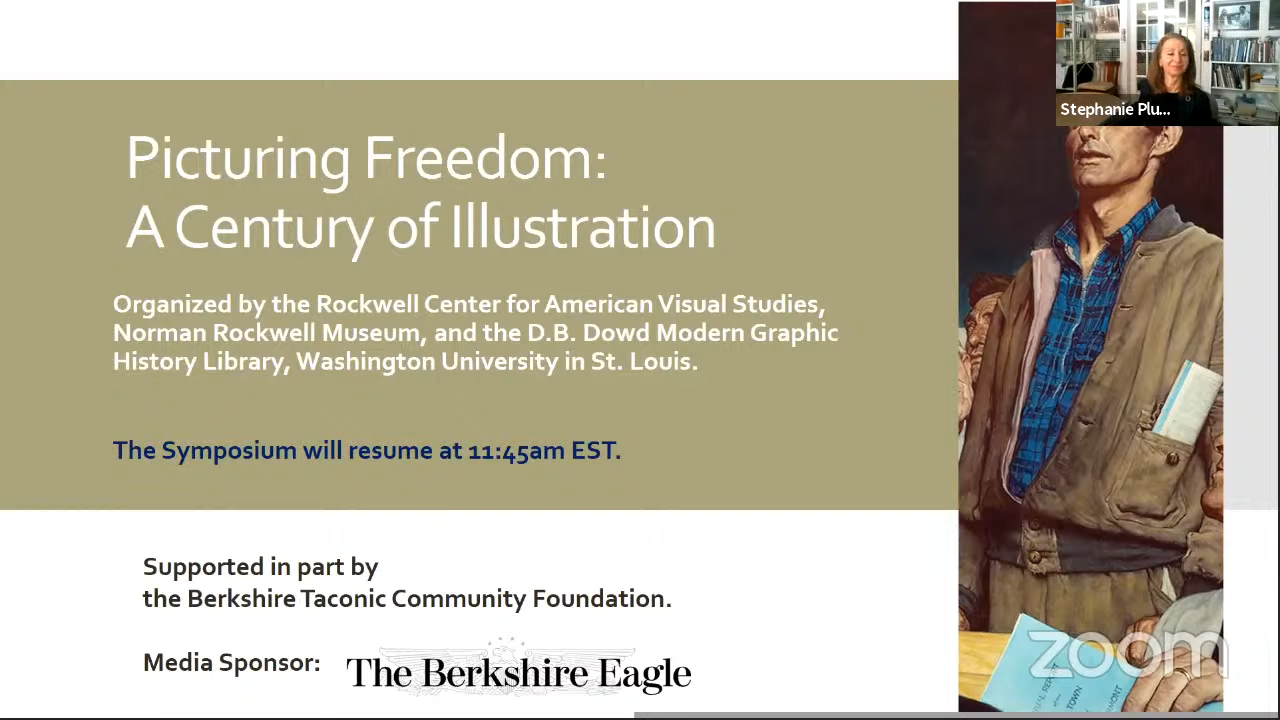 Stephanie Plu...
Picturing Freedom:
A Century of Illustration
Organized by the Rockwell Center for American Visual Studies,
Norman Rockwell Museum, and the D.B. Dowd Modern Graphic
History Library, Washington University in St. Louis.
The Symposium will resume at 11:45am EST.
Supported in part by
the Berkshire Taconic Community Foundation.
Media Sponsor:
The Berkshire Eagle
zoom
TOWN